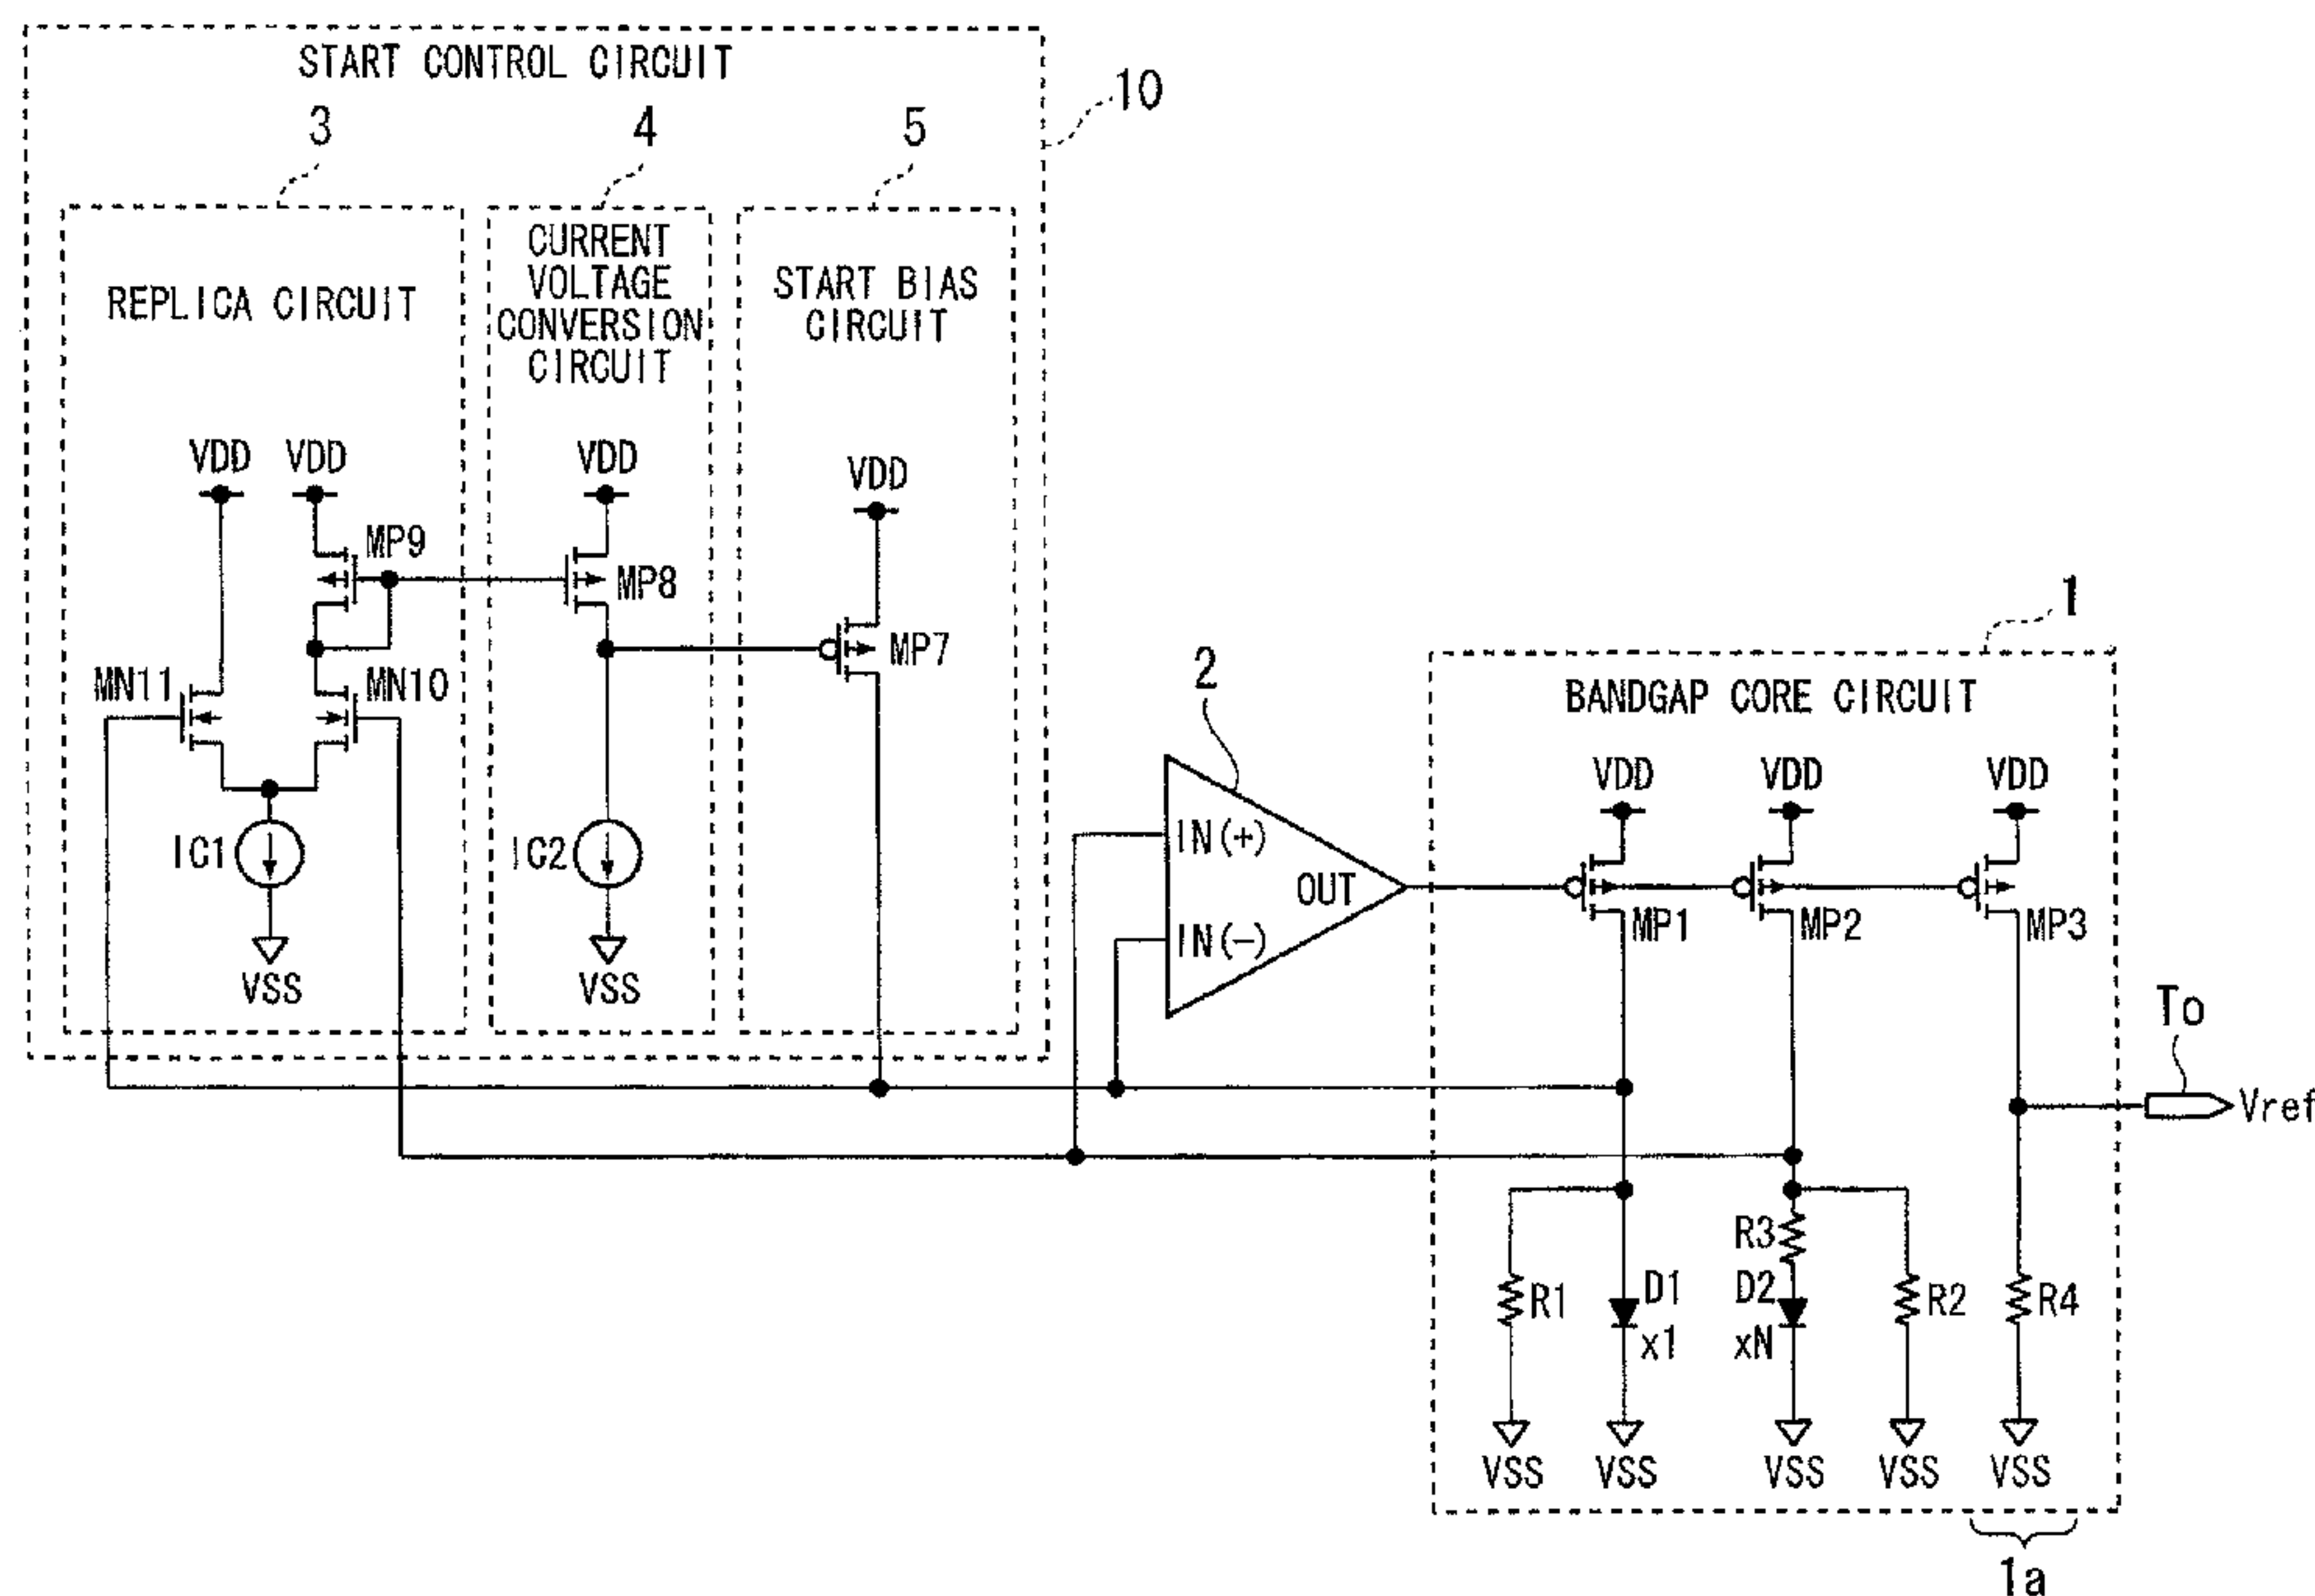 START CONTROL CIRCUIT
10
3
4
5
REPLICA CIRCUIT
CURRENT
VOLTAGE
CONVERSION
CIRCUIT
START BIAS
CIRCUIT
VDD
VDD
VDD
VDD
MP9
MP8
MP7
MN11
MN10
IC1
IC2
VSS
VSS
2
IN(+)
IN(-)
OUT
1
BANDGAP CORE CIRCUIT
VDD
VDD
VDD
MP1
MP2
MP3
To
Vref
R3
R1
D1
x1
D2
xN
R2
R4
VSS
VSS
VSS
VSS
VSS
1a